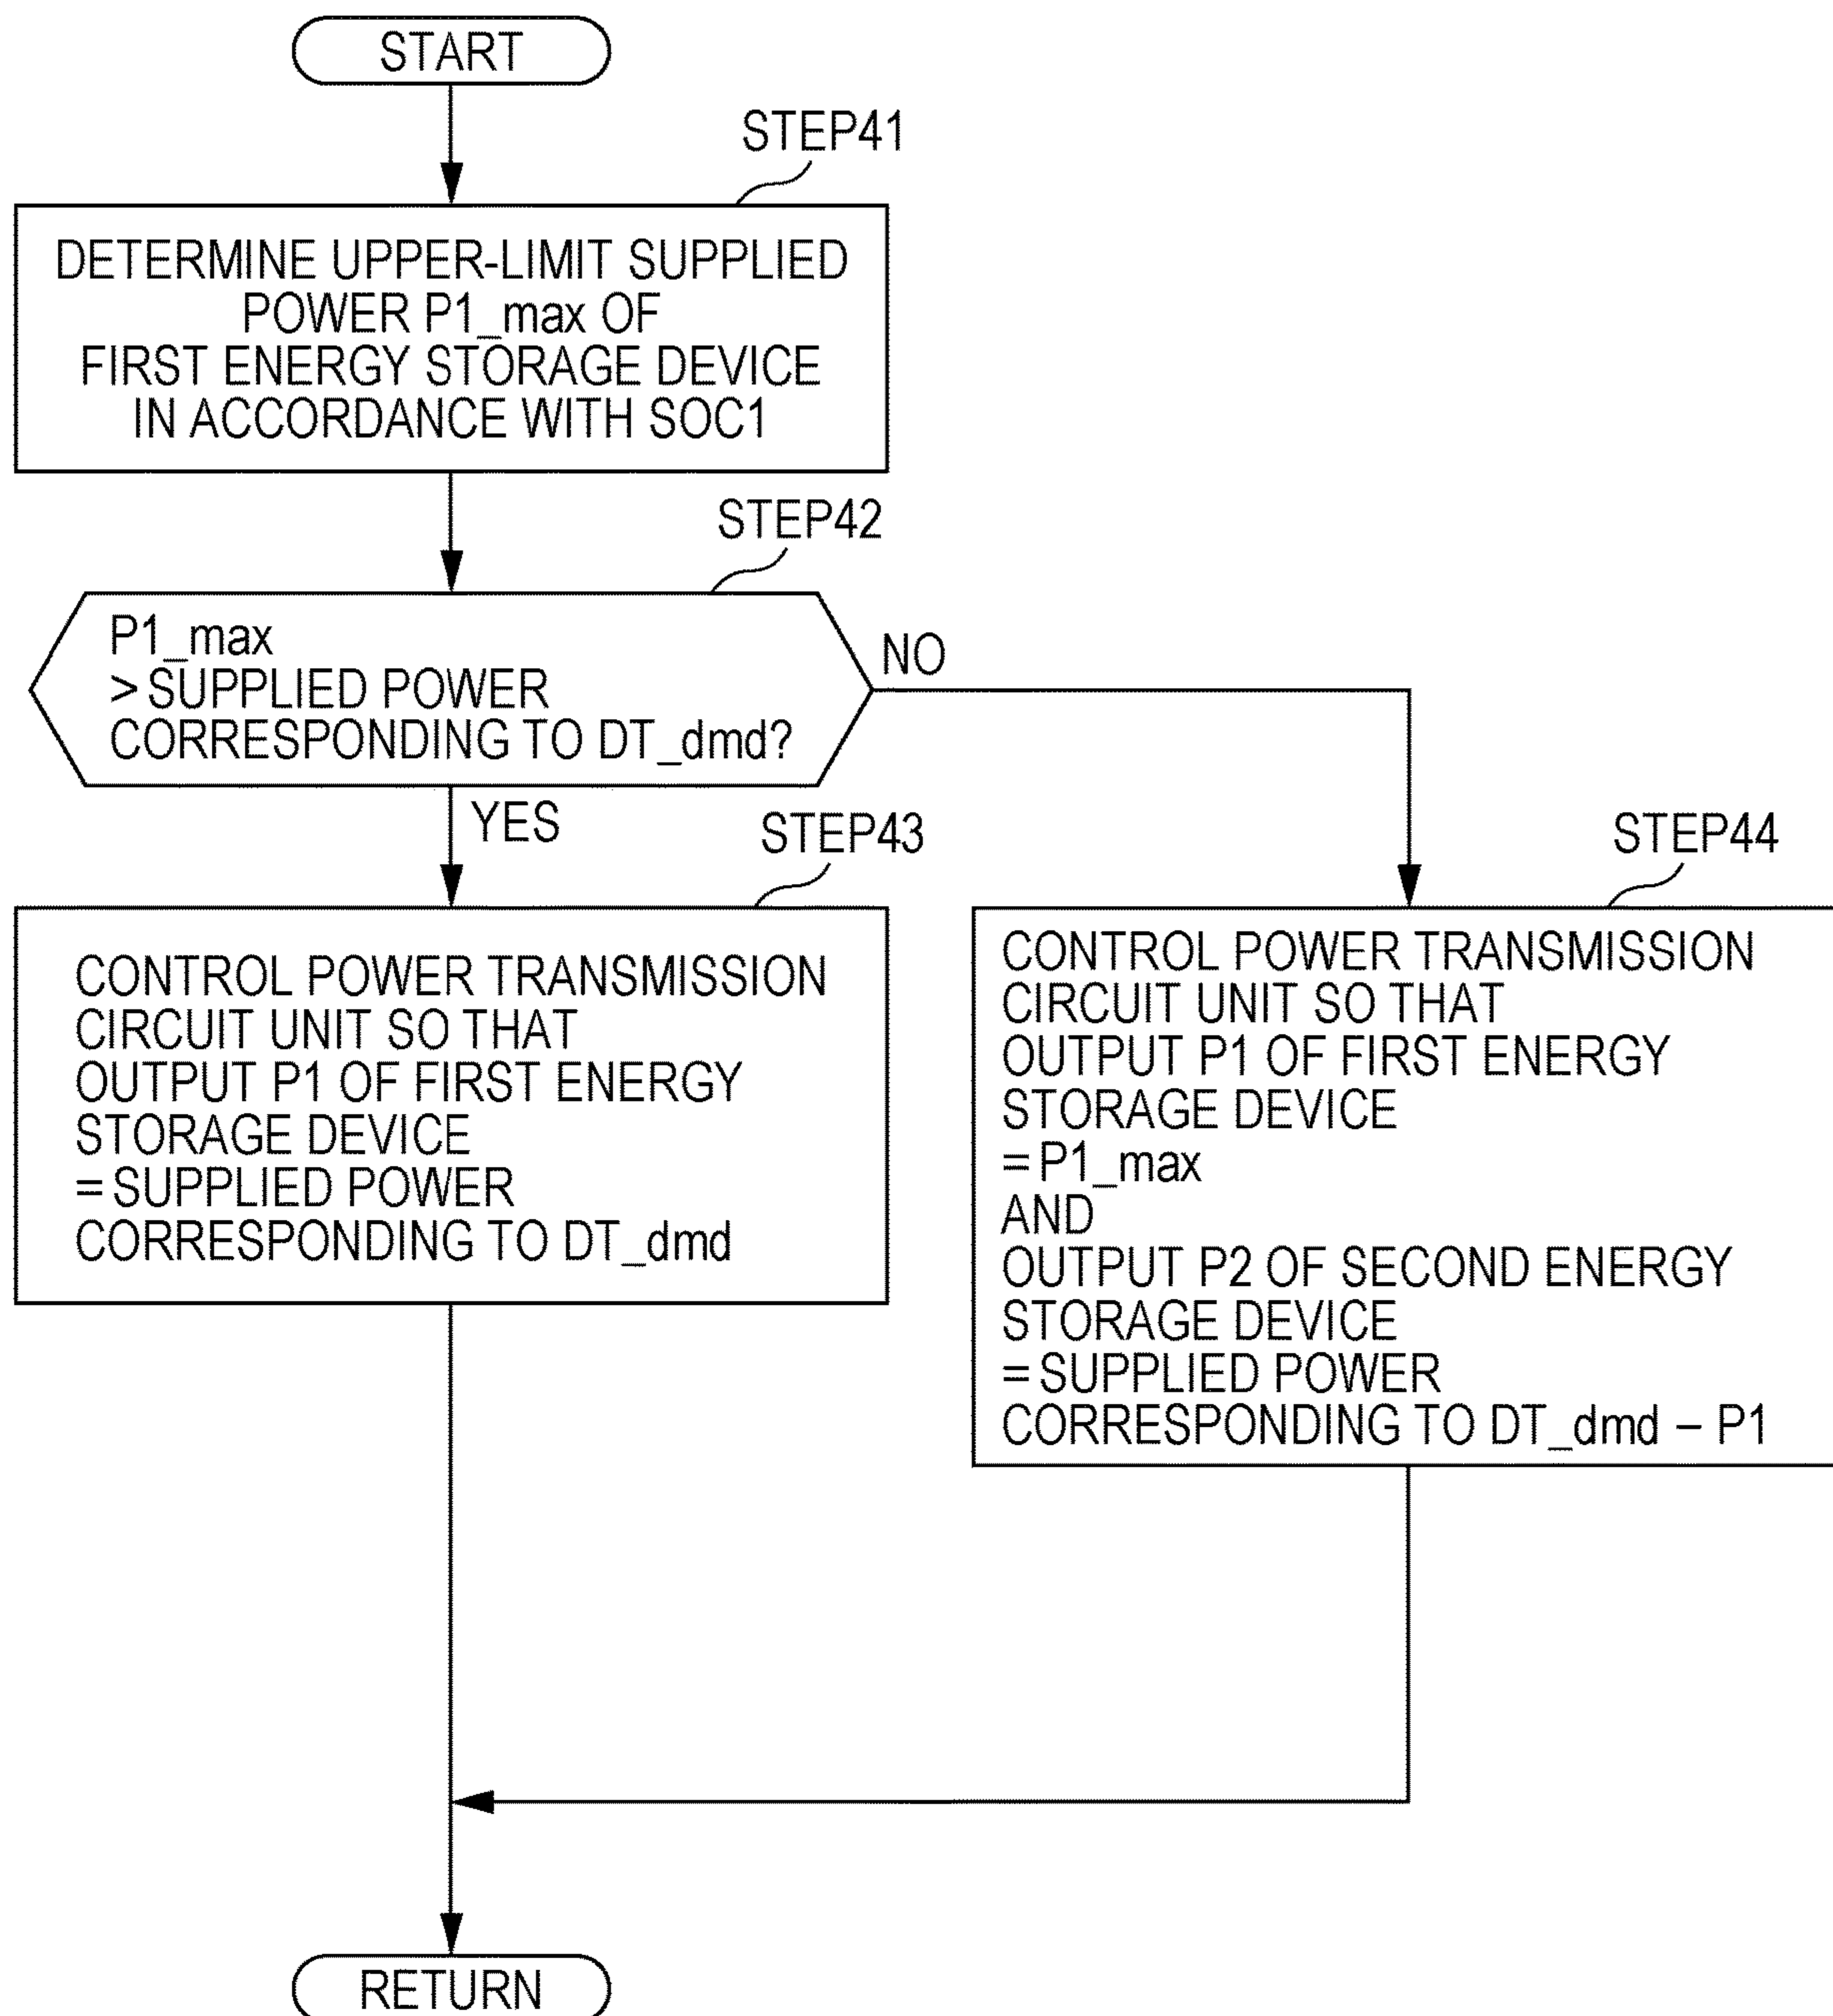 START
STEP41
DETERMINE UPPER-LIMIT SUPPLIED
POWER P1_max OF
FIRST ENERGY STORAGE DEVICE
IN ACCORDANCE WITH SOC1
STEP42
P1_max
> SUPPLIED POWER
CORRESPONDING TO DT_dmd?
NO
YES
STEP43
CONTROL POWER TRANSMISSION
CIRCUIT UNIT SO THAT
OUTPUT P1 OF FIRST ENERGY
STORAGE DEVICE
= SUPPLIED POWER
CORRESPONDING TO DT_dmd
STEP44
CONTROL POWER TRANSMISSION
CIRCUIT UNIT SO THAT
OUTPUT P1 OF FIRST ENERGY
STORAGE DEVICE
= P1_max
AND
OUTPUT P2 OF SECOND ENERGY
STORAGE DEVICE
= SUPPLIED POWER
CORRESPONDING TO DT_dmd – P1
RETURN